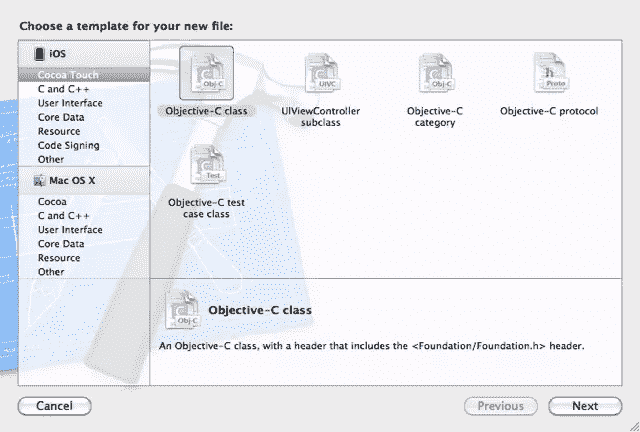 Choose a template for your new file:
iOS
Cocoa Touch
C and C++
User Interface
Core Data
Resource
Code Signing
Other
Mac OS X
Cocoa
C and C++
User Interface
Core Data
Resource
Other
Obj-C
Objective-C class
UIVC
UIViewController
subclass
Obj-C
Objective-C
category
h
Proto
Objective-C protocol
Test
Objective-C test
case class
Obj-C
Objective-C class
An Objective-C class, with a header that includes the <Foundation/Foundation.h> header.
Cancel
Previous
Next